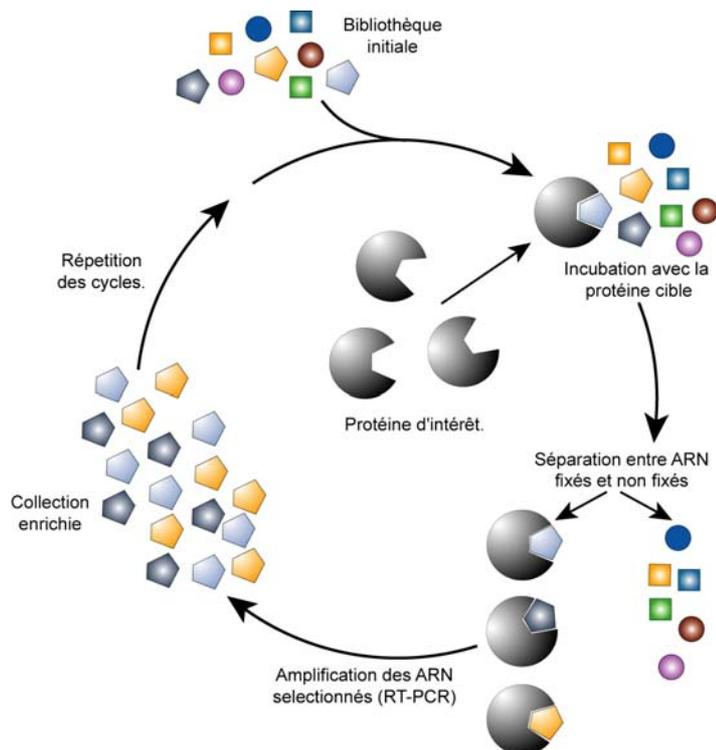 Bibliothèque
initiale
Incubation avec la
protéine cible
Répetition
des cycles.
Protéine d'intérêt.
Séparation entre ARN
fixés et non fixés
Collection
enrichie
Amplification des ARN
selectionnés (RT-PCR)